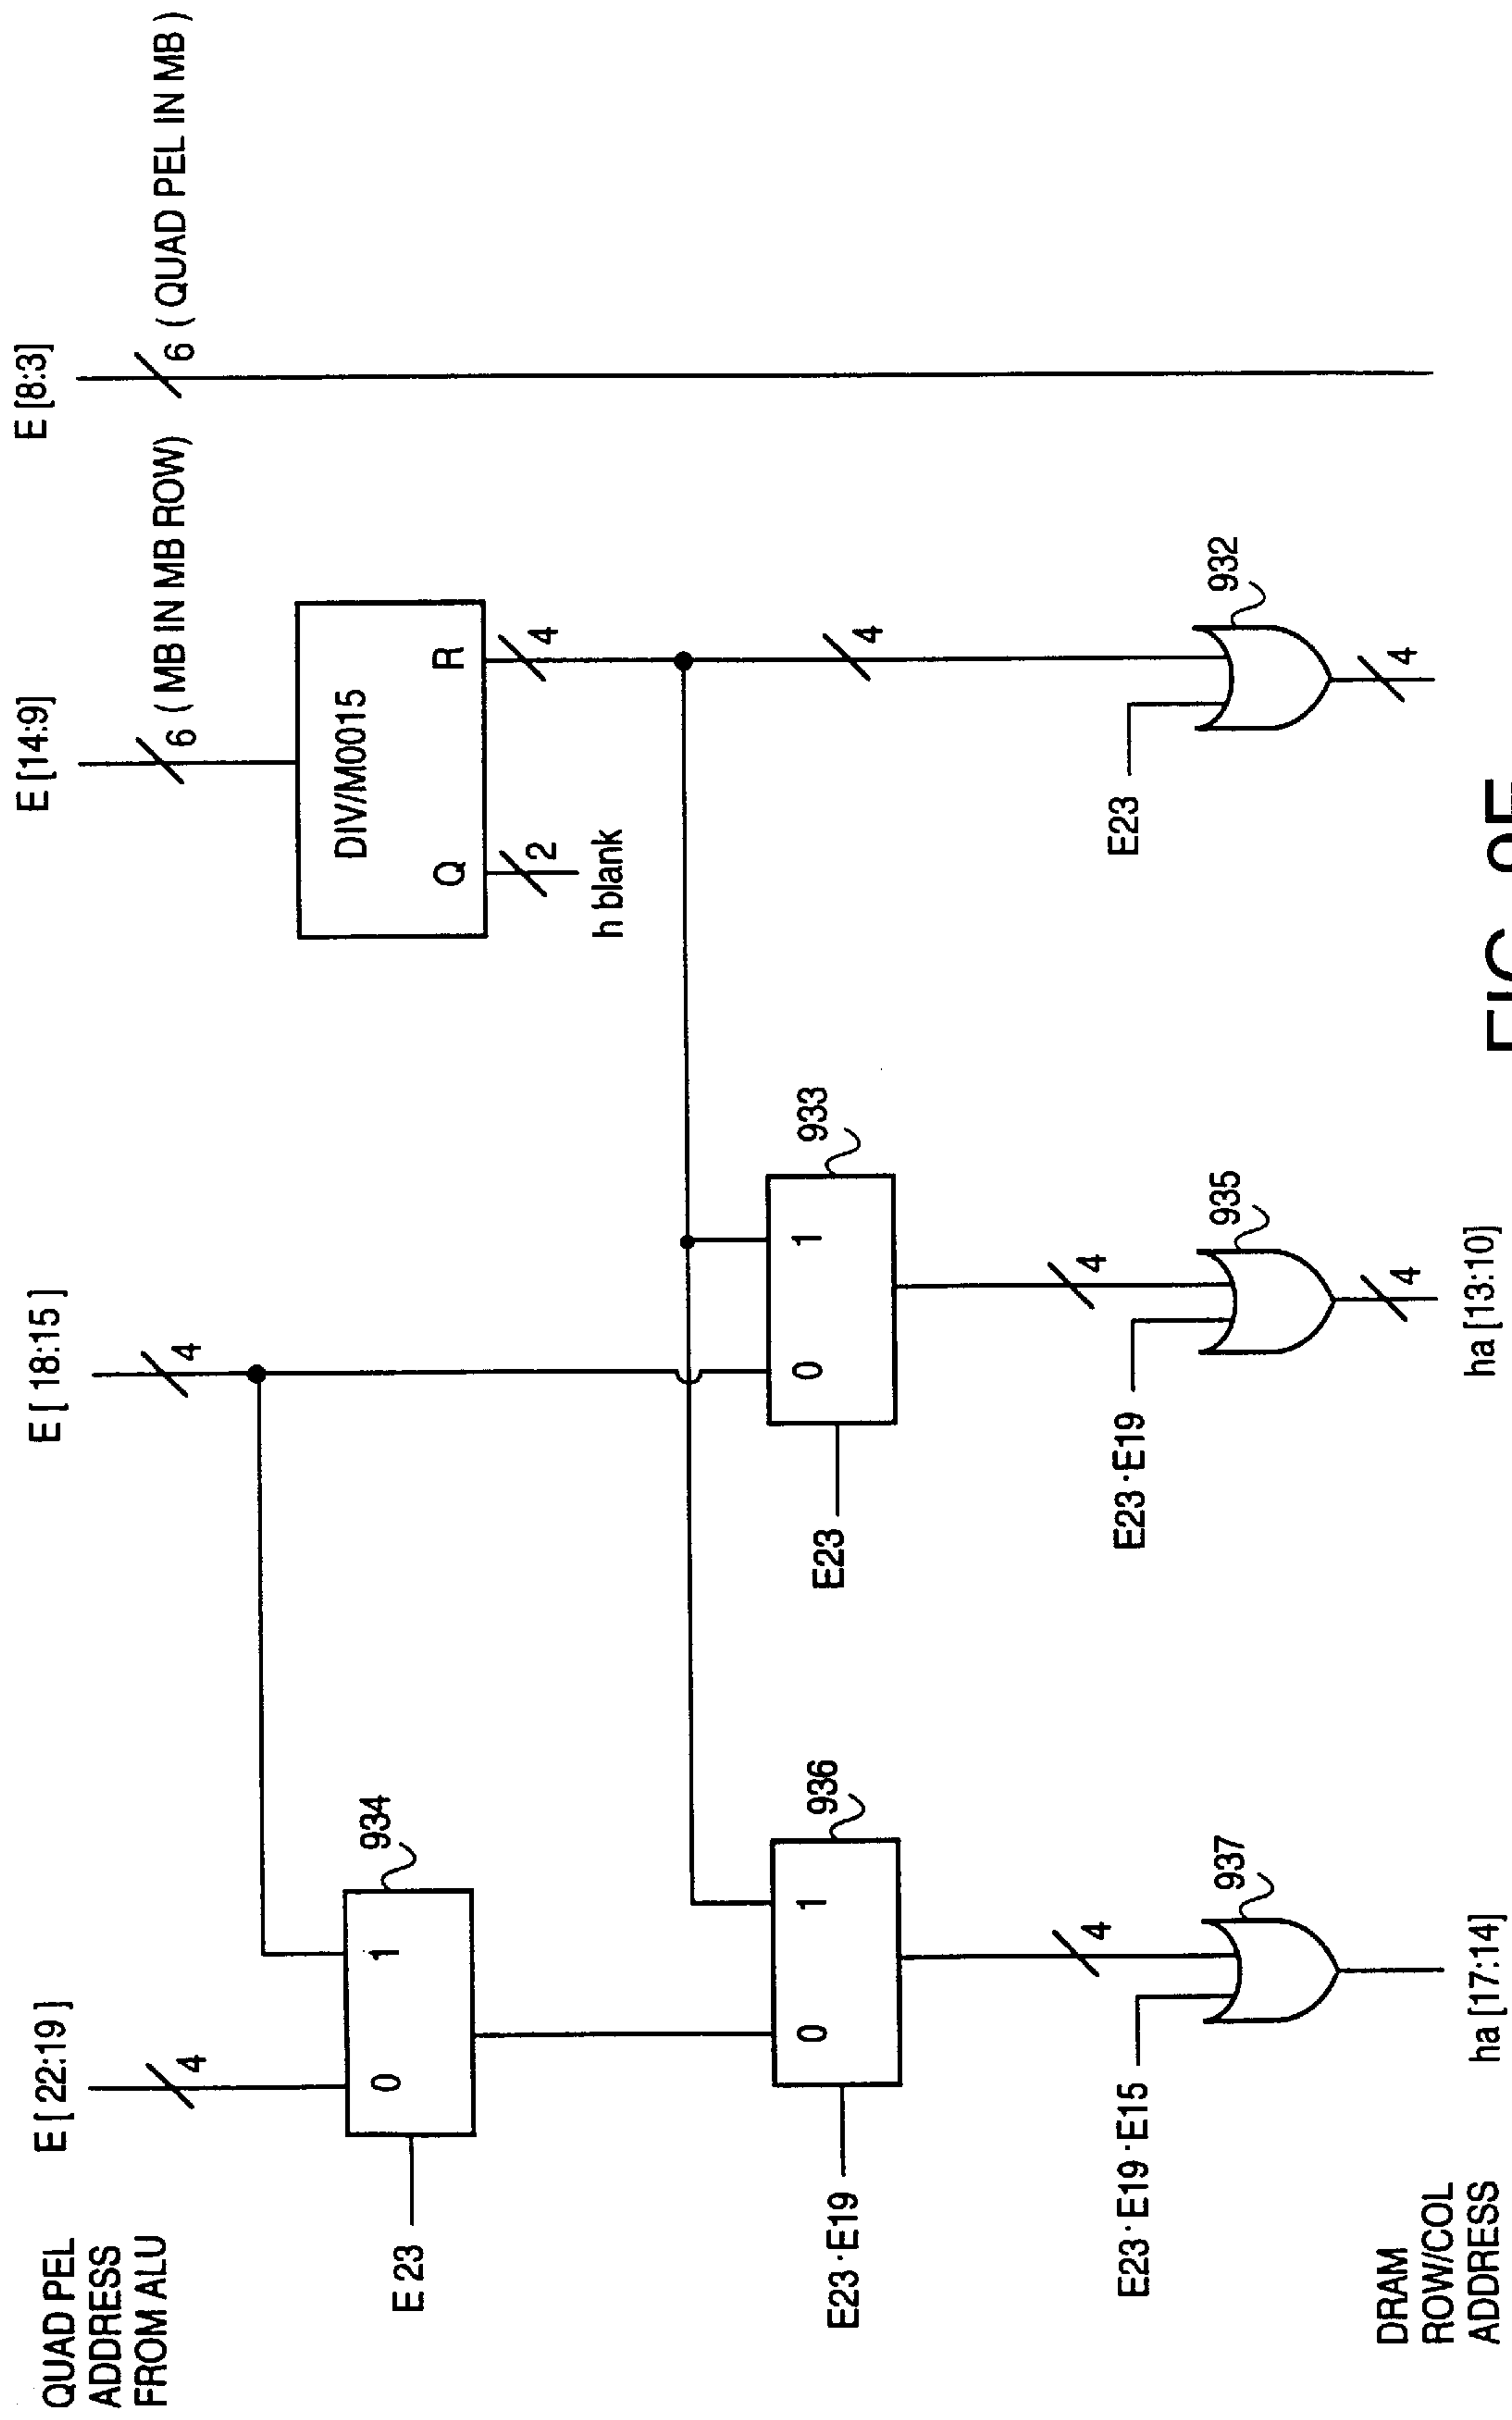 QUAD PEL
ADDRESS
FROM ALU
E [ 22:19 ]
E [ 18:15 ]
E [14:9]
E [8:3]
4
4
6 ( MB IN MB ROW)
6 ( QUAD PEL IN MB )
0 1
934
E 23
DIV/M0015
Q R
2
4
h blank
0 1
936
E23·E19
0 1
933
E23
4
4
4
E23·E19·E15
937
E23·E19
935
E23
932
4
4
DRAM
ROW/COL
ADDRESS
ha [17:14]
ha [13:10]